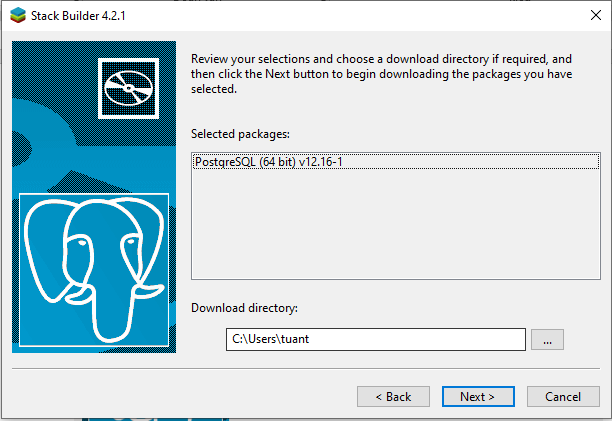 Stack Builder 4.2.1
Review your selections and choose a download directory if required, and
then click the Next button to begin downloading the packages you have
selected.
Selected packages:
PostgreSQL (64 bit) v12.16-1
Download directory:
C:\Users\tuant
...
< Back
Next >
Cancel